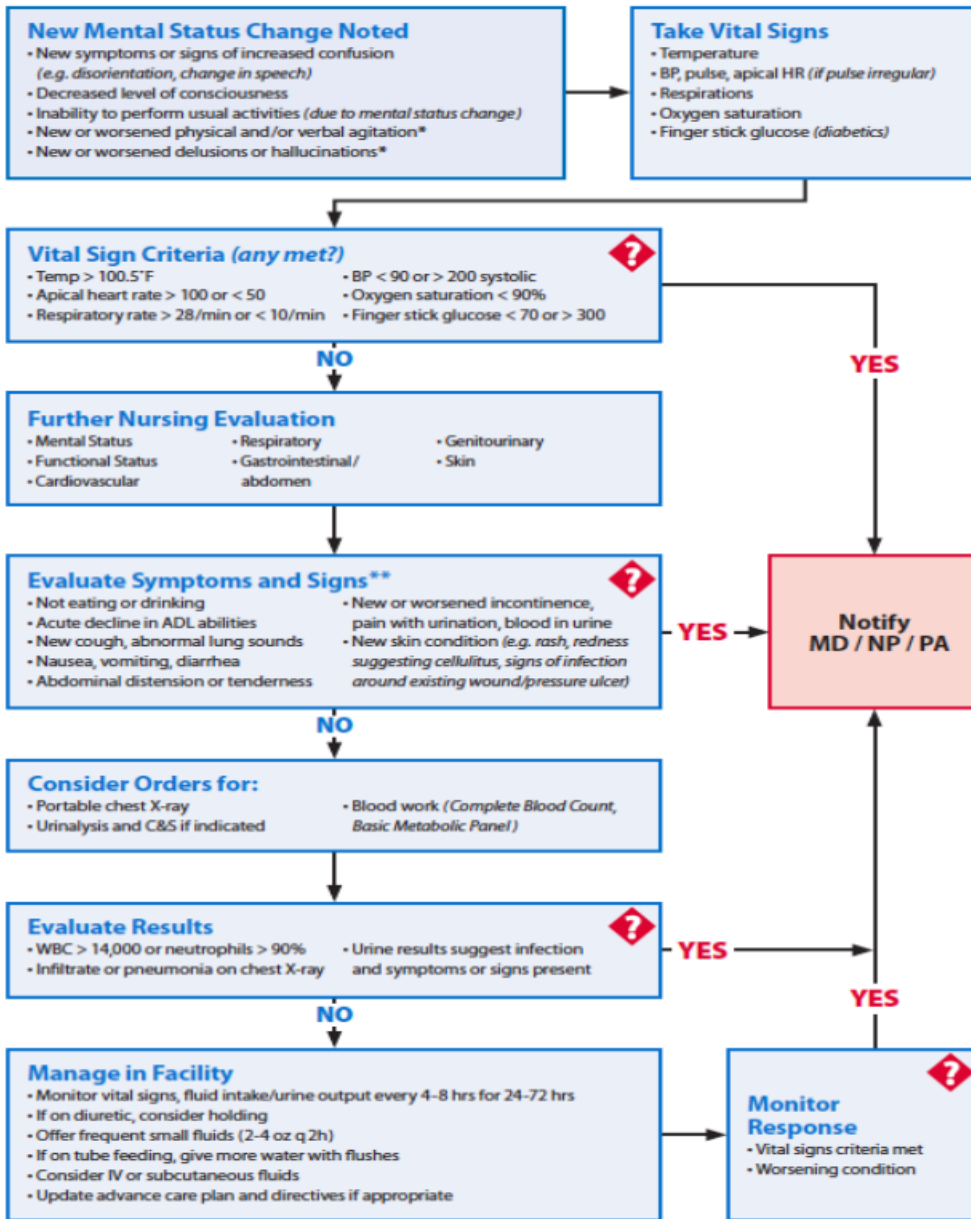 New Mental Status Change Noted
• New symptoms or signs of increased confusion
(e.g. disorientation, change in speech)
• Decreased level of consciousness
• Inability to perform usual activities (due to mental status change)
• New or worsened physical and/or verbal agitation*
• New or worsened delusions or hallucinations*
Take Vital Signs
• Temperature
• BP, pulse, apical HR (if pulse irregular)
• Respirations
• Oxygen saturation
• Finger stick glucose (diabetics)
Vital Sign Criteria (any met?)
?
• Temp > 100.5°F
• Apical heart rate > 100 or < 50
• Respiratory rate > 28/min or < 10/min
• BP < 90 or > 200 systolic
• Oxygen saturation < 90%
• Finger stick glucose < 70 or > 300
NO
YES
Further Nursing Evaluation
• Mental Status
• Functional Status
• Cardiovascular
• Respiratory
• Gastrointestinal/
abdomen
• Genitourinary
• Skin
Evaluate Symptoms and Signs**
?
• Not eating or drinking
• Acute decline in ADL abilities
• New cough, abnormal lung sounds
• Nausea, vomiting, diarrhea
• Abdominal distension or tenderness
• New or worsened incontinence,
pain with urination, blood in urine
• New skin condition (e.g. rash, redness
suggesting cellulitus, signs of infection
around existing wound/pressure ulcer)
YES
Notify
MD / NP / PA
NO
Consider Orders for:
• Portable chest X-ray
• Urinalysis and C&S if indicated
• Blood work (Complete Blood Count,
Basic Metabolic Panel)
Evaluate Results
?
• WBC > 14,000 or neutrophils > 90%
• Infiltrate or pneumonia on chest X-ray
• Urine results suggest infection
and symptoms or signs present
YES
YES
NO
Manage in Facility
• Monitor vital signs, fluid intake/urine output every 4-8 hrs for 24-72 hrs
• If on diuretic, consider holding
• Offer frequent small fluids (2-4 oz q 2h)
• If on tube feeding, give more water with flushes
• Consider IV or subcutaneous fluids
• Update advance care plan and directives if appropriate
?
Monitor
Response
• Vital signs criteria met
• Worsening condition